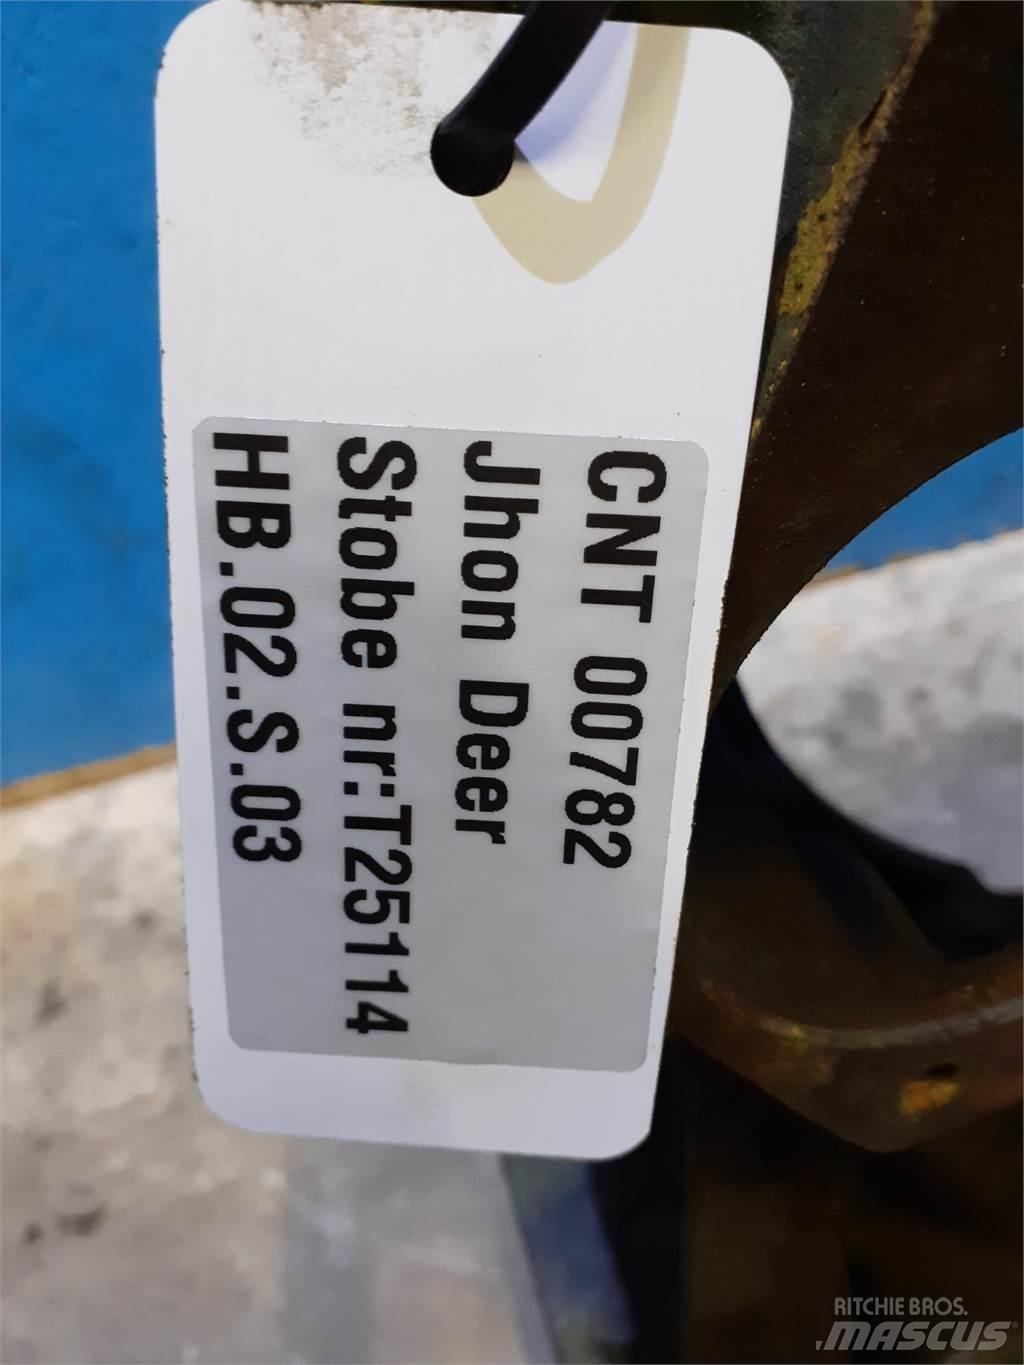 CNT 00782
Jhon Deer
Stobe nr:T25114
HB.02.S.03
RITCHIE BROS.
MASCUS